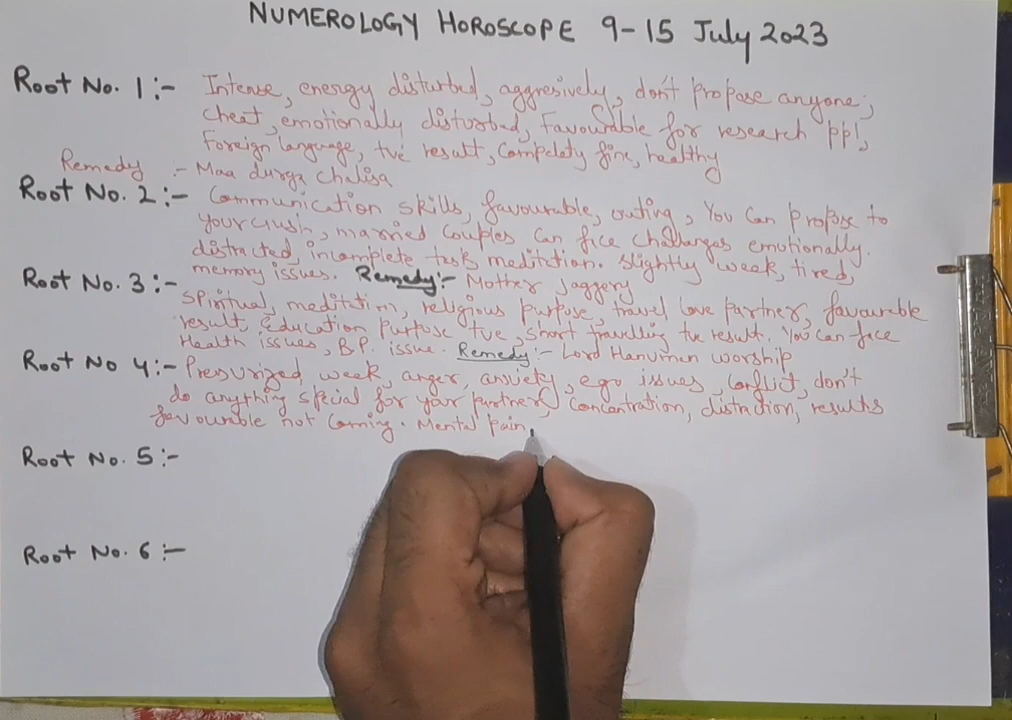 NUMEROLOGY HOROSCOPE 9-15 July 2023
Root No. 1:- Intense, energy disturbed, aggresively, don't propose anyone,
cheat, emotionally disturbed, Favourable for research ppl,
Foreign language, +ve result, Compelety fine, healthy
Remedy :- Maa durga Chalisa
Root No. 2:- Communication skills, favourable, outing, You Can propose to
your crush, married Couples Can fice Challanges emotionally.
distracted, incomplete task, meditation. Slightly week, tired,
memory issues. Remedy:- Mother Jaggery
Root No. 3:- Spiritual, meditation, religious purpose, travel love partner, favourable
result, education purpose +ve, short travelling +ve result. You can fice
Health issues, B.P. issue. Remedy:- Lord Hanuman worship
Root No 4:- Presurized week, anger, anxiety, ego issues, Conflict, don't
do anything special for your partner, Concentration, distraction, results
favourable not Coming. Mental pain,
Root No. 5:-
Root No. 6:-